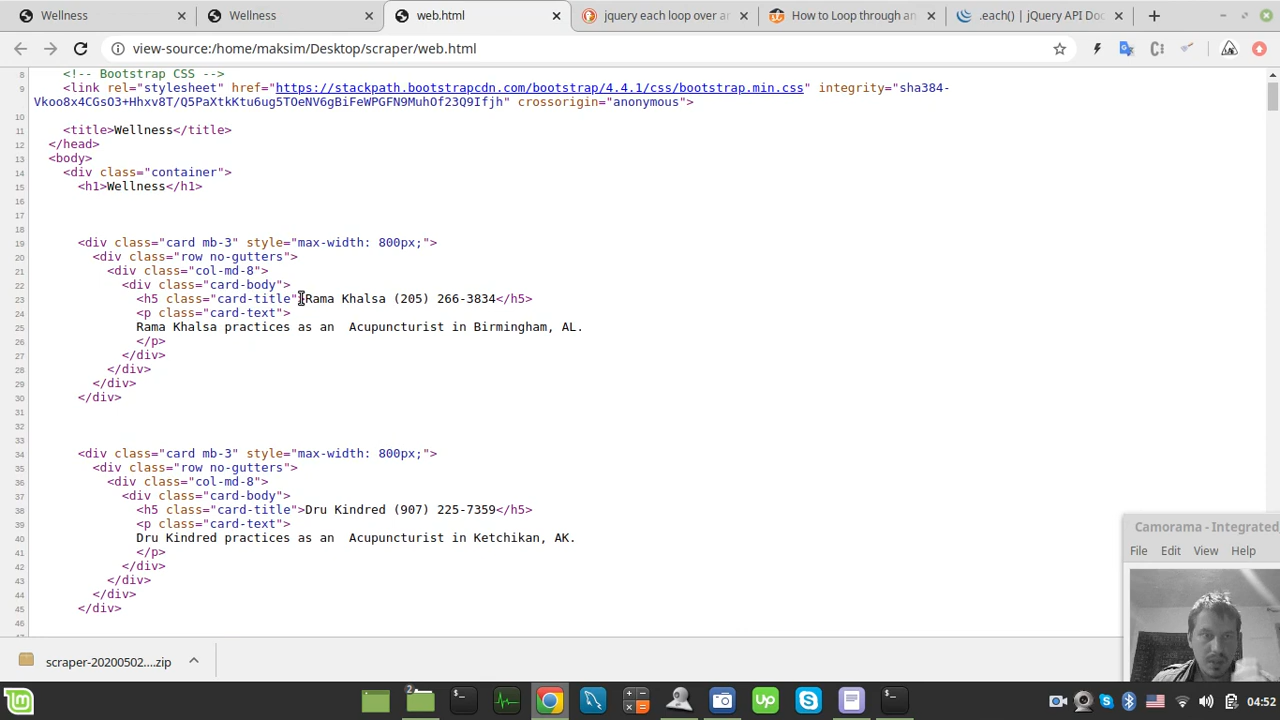 Wellness
Wellness
web.html
jquery each loop over ar
How to Loop through an
.each() | jQuery API Doc
view-source:/home/maksim/Desktop/scraper/web.html
8 <!-- Bootstrap CSS -->
9 <link rel="stylesheet" href="https://stackpath.bootstrapcdn.com/bootstrap/4.4.1/css/bootstrap.min.css" integrity="sha384-
Vkoo8x4CGsO3+Hhxv8T/Q5PaXtkKtu6ug5TOeNV6gBiFeWPGFN9MuhOf23Q9Ifjh" crossorigin="anonymous">
10
11 <title>Wellness</title>
12 </head>
13 <body>
14 <div class="container">
15 <h1>Wellness</h1>
16
17
18
19 <div class="card mb-3" style="max-width: 800px;">
20 <div class="row no-gutters">
21 <div class="col-md-8">
22 <div class="card-body">
23 <h5 class="card-title">Rama Khalsa (205) 266-3834</h5>
24 <p class="card-text">
25 Rama Khalsa practices as an  Acupuncturist in Birmingham, AL.
26 </p>
27 </div>
28 </div>
29 </div>
30 </div>
31
32
33
34 <div class="card mb-3" style="max-width: 800px;">
35 <div class="row no-gutters">
36 <div class="col-md-8">
37 <div class="card-body">
38 <h5 class="card-title">Dru Kindred (907) 225-7359</h5>
39 <p class="card-text">
40 Dru Kindred practices as an  Acupuncturist in Ketchikan, AK.
41 </p>
42 </div>
43 </div>
44 </div>
45 </div>
46
Camorama - Integrated
File Edit View Help
scraper-20200502....zip
2
Up
04:52